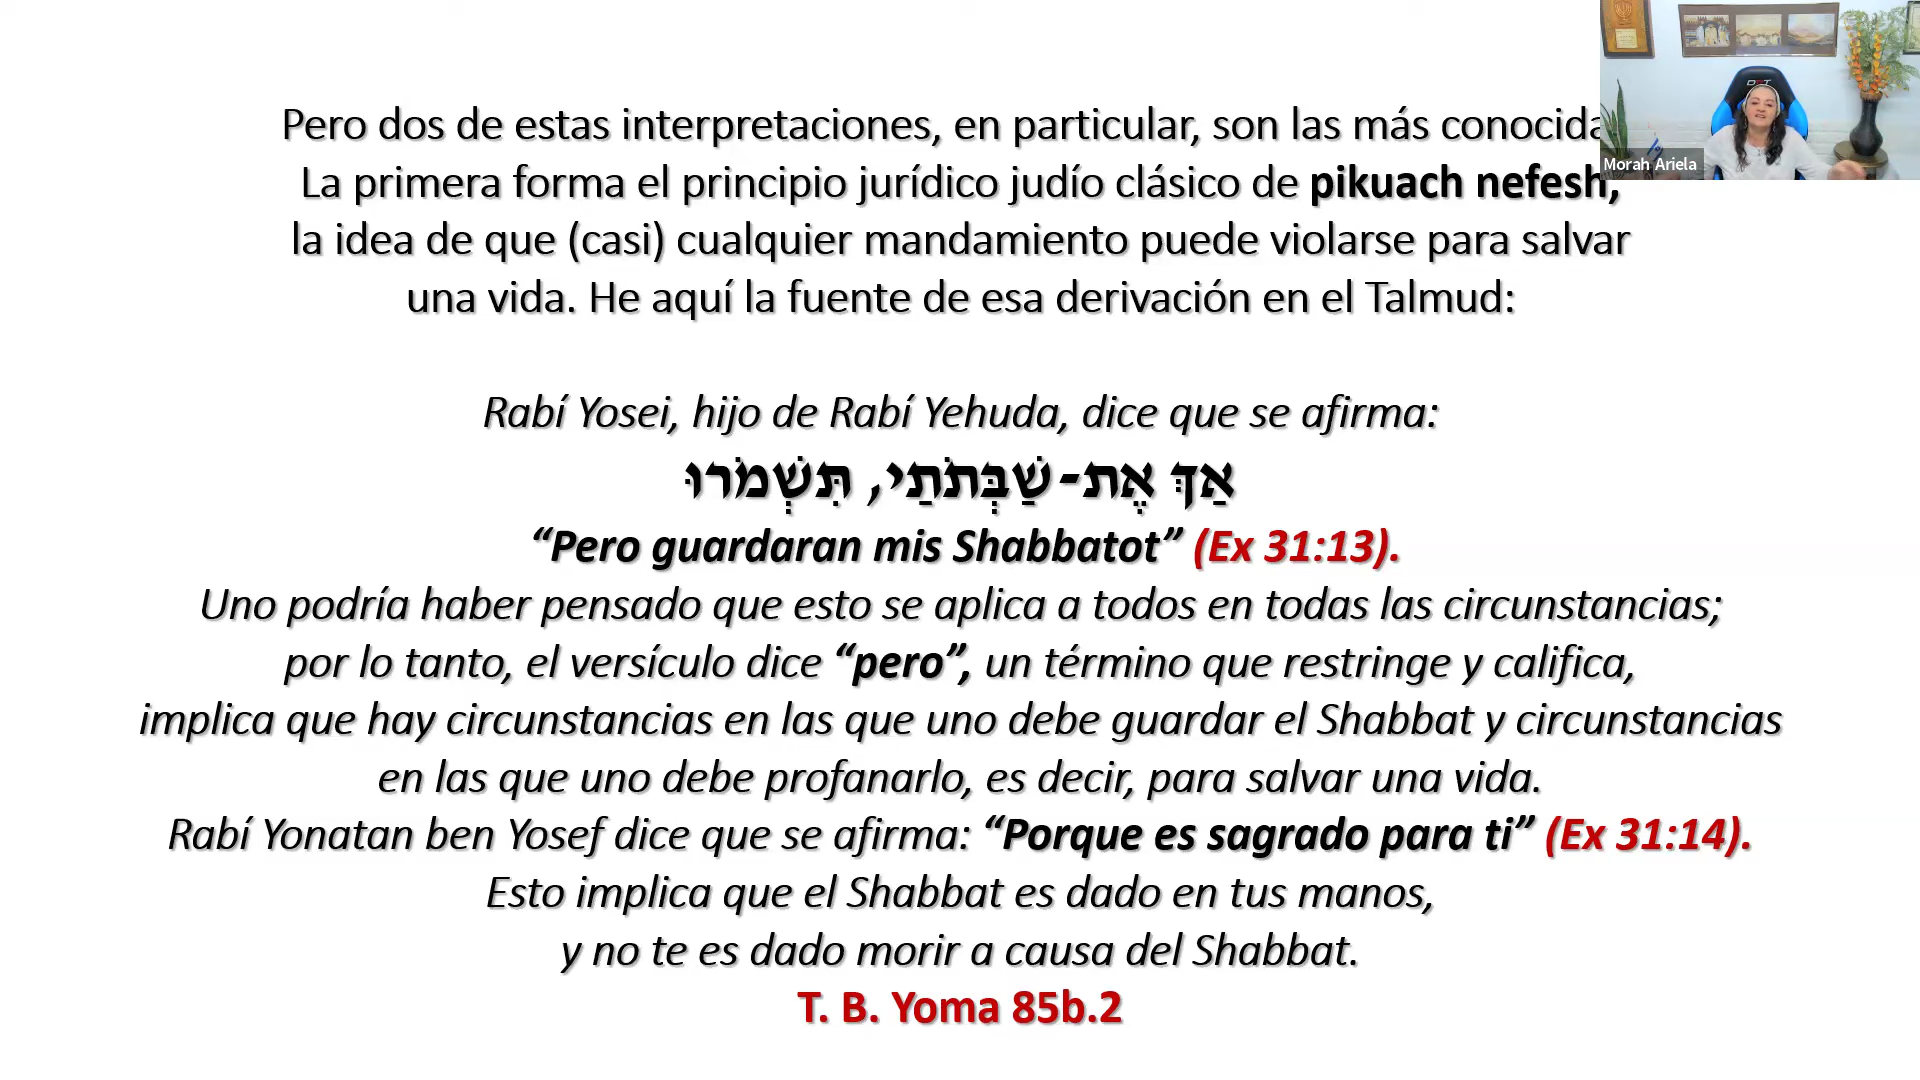 Pero dos de estas interpretaciones, en particular, son las más
La primera forma el principio jurídico judío clásico de pikuach nefesh,
la idea de que (casi) cualquier mandamiento puede violarse para salvar
una vida. He aquí la fuente de esa derivación en el Talmud:
Rabí Yosei, hijo de Rabí Yehuda, dice que se afirma:
אַךְ אֶת-שַׁבְּתֹתַי, תִּשְׁמֹרוּ
“Pero guardaran mis Shabbatot” (Ex 31:13).
Uno podría haber pensado que esto se aplica a todos en todas las circunstancias;
por lo tanto, el versículo dice “pero”, un término que restringe y califica,
implica que hay circunstancias en las que uno debe guardar el Shabbat y circunstancias
en las que uno debe profanarlo, es decir, para salvar una vida.
Rabí Yonatan ben Yosef dice que se afirma: “Porque es sagrado para ti” (Ex 31:14).
Esto implica que el Shabbat es dado en tus manos,
y no te es dado morir a causa del Shabbat.
T. B. Yoma 85b.2
Morah Ariela